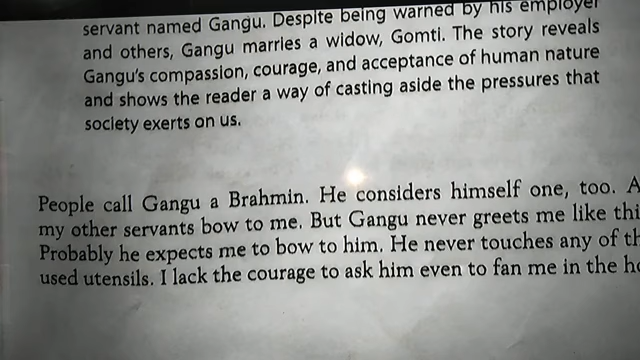 servant named Gangu. Despite being warned by his employer
and others, Gangu marries a widow, Gomti. The story reveals
Gangu's compassion, courage, and acceptance of human nature
and shows the reader a way of casting aside the pressures that
society exerts on us.
People call Gangu a Brahmin. He considers himself one, too. A
my other servants bow to me. But Gangu never greets me like thi
Probably he expects me to bow to him. He never touches any of th
used utensils. I lack the courage to ask him even to fan me in the ho